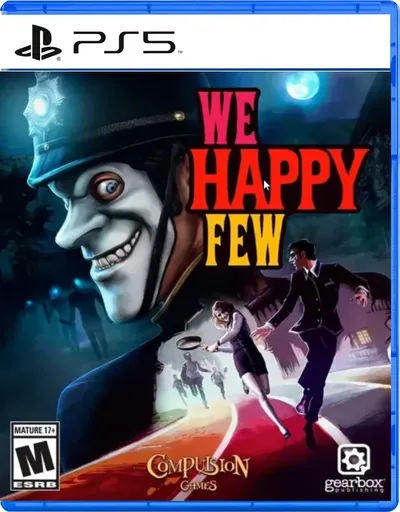 PS5
WE
HAPPY
FEW
MATURE 17+
M
ESRB
COMPULSION
GAMES
gearbox
publishing